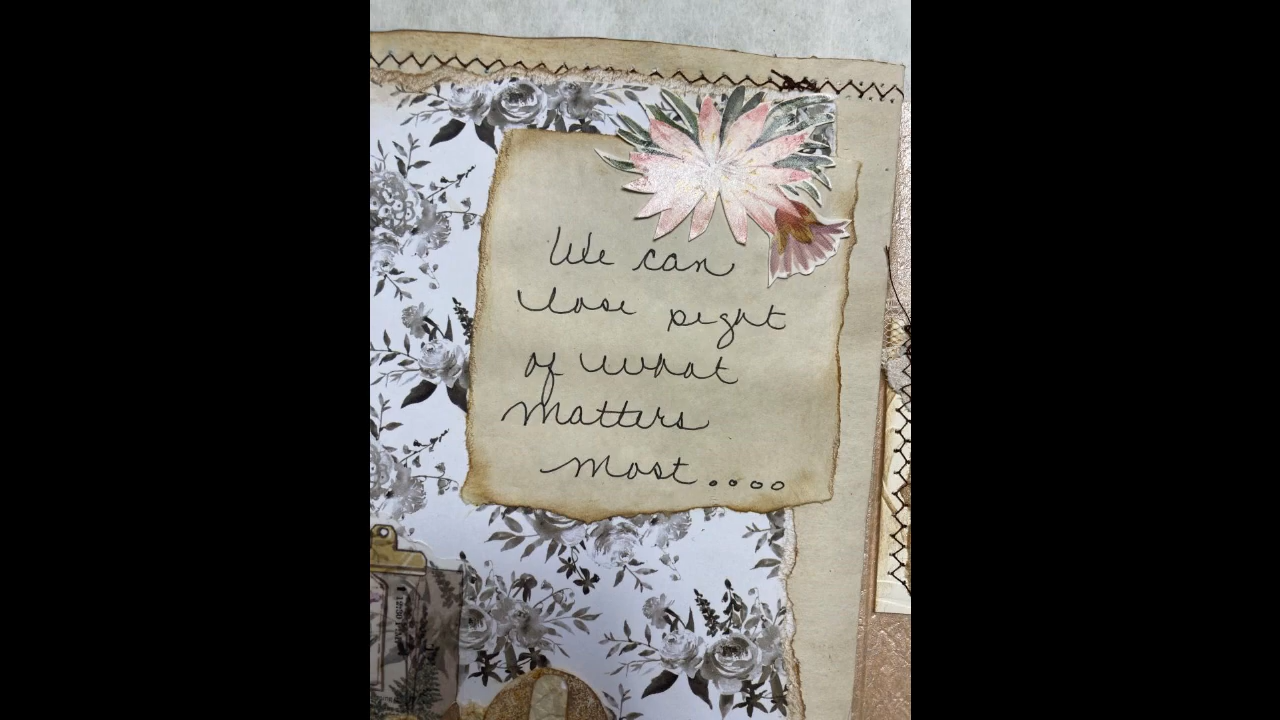 We can
lose sight
of what
matters
most....